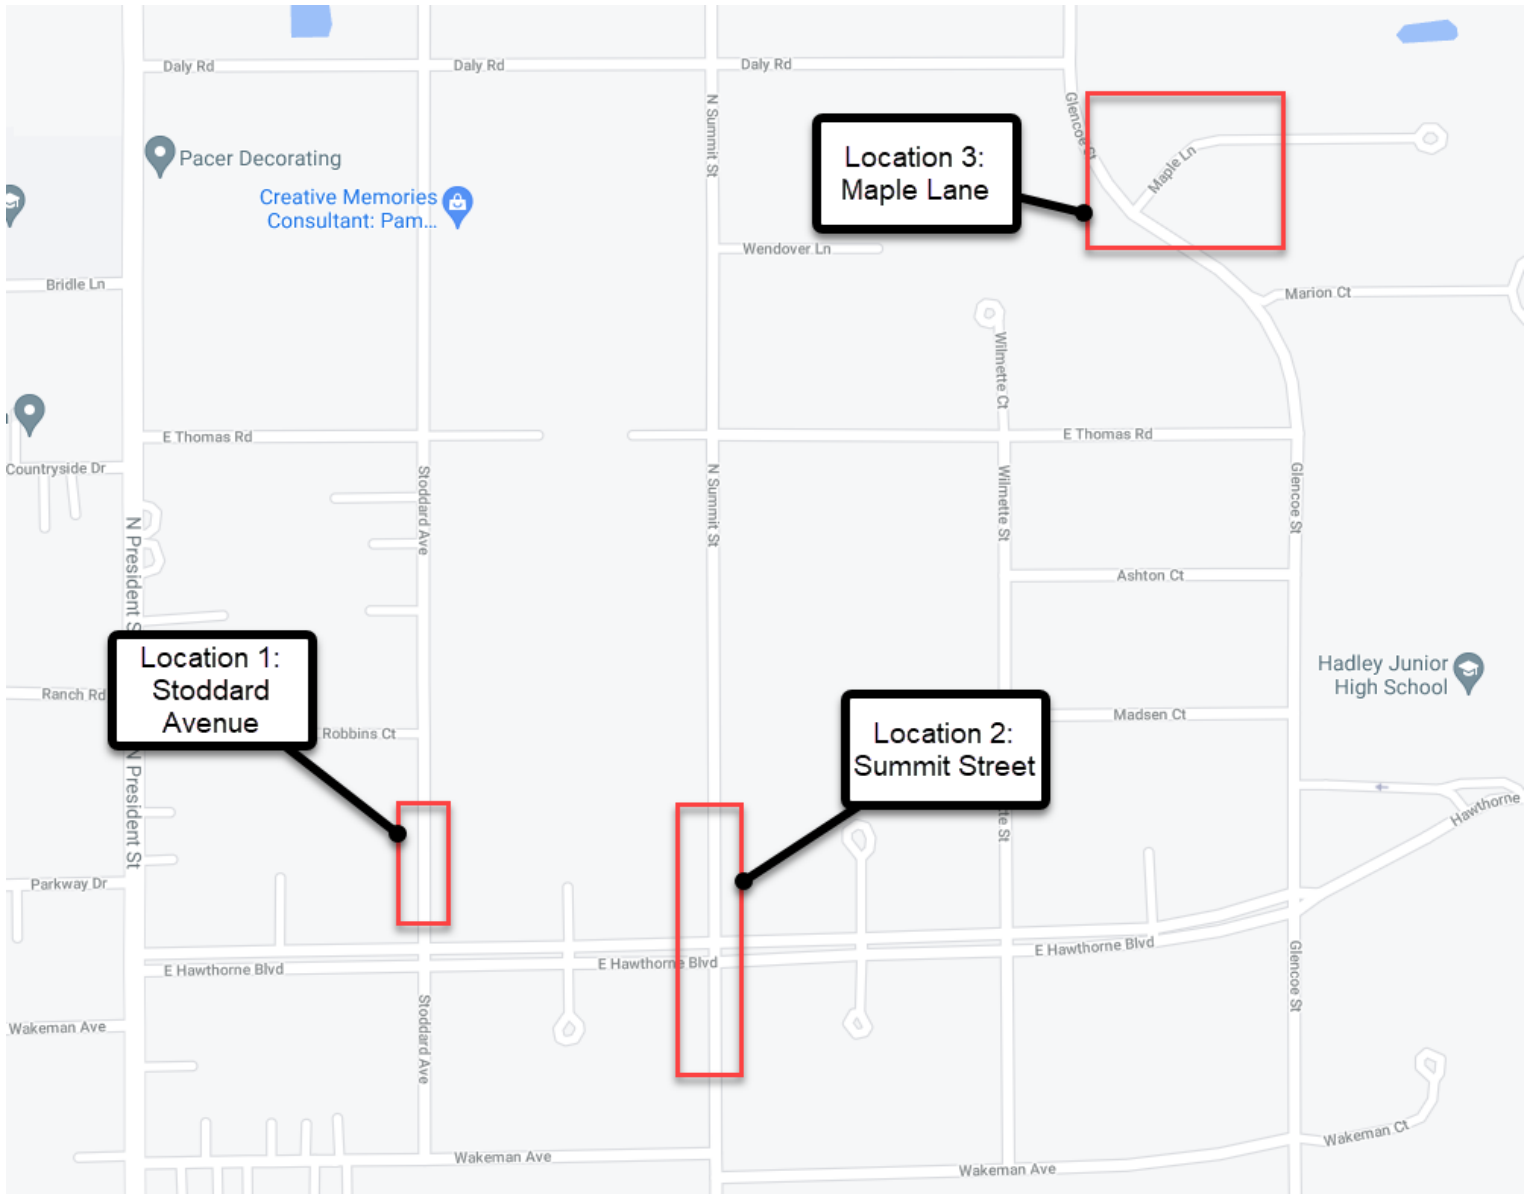 Daly Rd
Daly Rd
Daly Rd
Glencoe Ct
N Summit St
Location 3:
Maple Lane
Maple Ln
Pacer Decorating
Creative Memories
Consultant: Pam...
Wendover Ln
Bridle Ln
Marion Ct
Wilmette Ct
E Thomas Rd
E Thomas Rd
Countryside Dr
Stoddard Ave
N Summit St
Wilmette St
Glencoe St
N President S
Ashton Ct
Location 1:
Stoddard
Avenue
Hadley Junior
High School
Ranch Rd
Robbins Ct
Location 2:
Summit Street
Madsen Ct
N President St
Hawthorne
te St
Parkway Dr
E Hawthorne Blvd
E Hawthorne Blvd
E Hawthorne Blvd
Glencoe St
Stoddard Ave
Wakeman Ave
Wakeman Ct
Wakeman Ave
Wakeman Ave